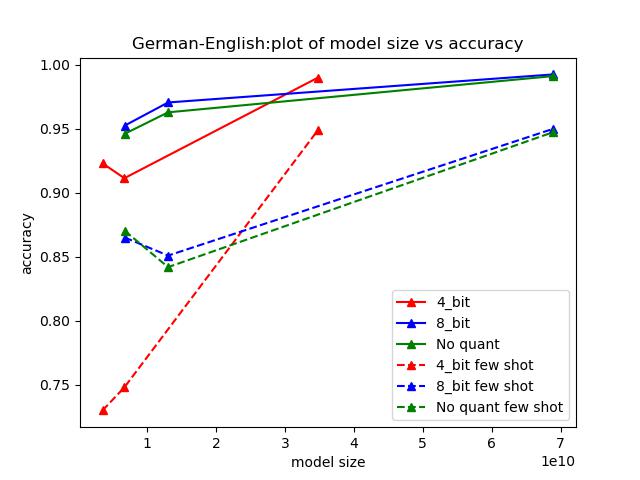 German-English:plot of model size vs accuracy
accuracy
1.00
0.95
0.90
0.85
0.80
0.75
4_bit
8_bit
No quant
4_bit few shot
8_bit few shot
No quant few shot
1 2 3 4 5 6 7
1e10
model size